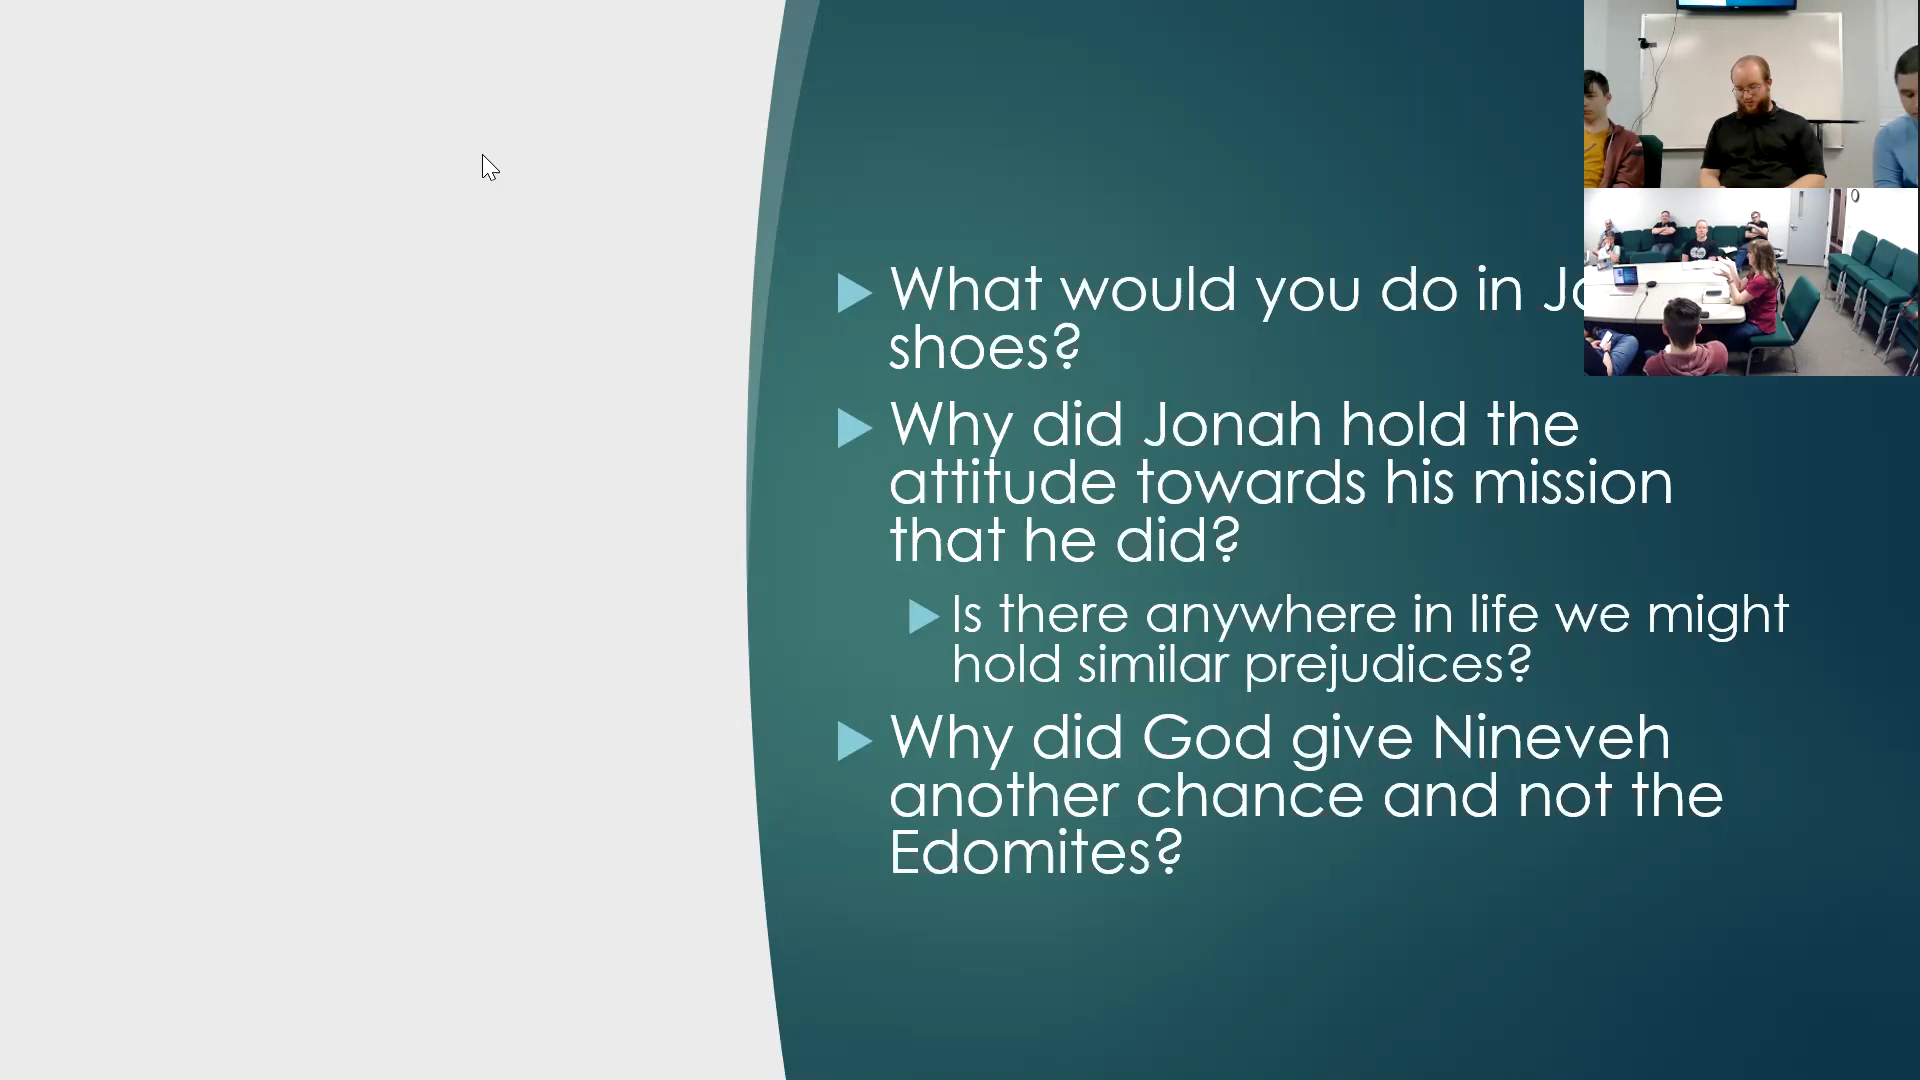 What would you do in
shoes?
Why did Jonah hold the
attitude towards his mission
that he did?
Is there anywhere in life we might
hold similar prejudices?
Why did God give Nineveh
another chance and not the
Edomites?